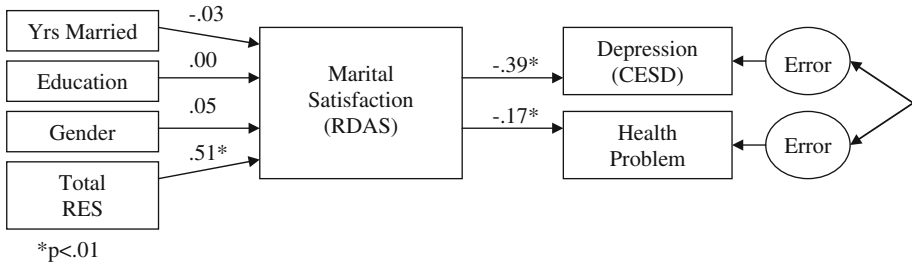 Yrs Married
Education
Gender
Total
RES
*p<.01
-.03
.00
.05
.51*
Marital
Satisfaction
(RDAS)
-.39*
-.17*
Depression
(CESD)
Health
Problem
Error
Error